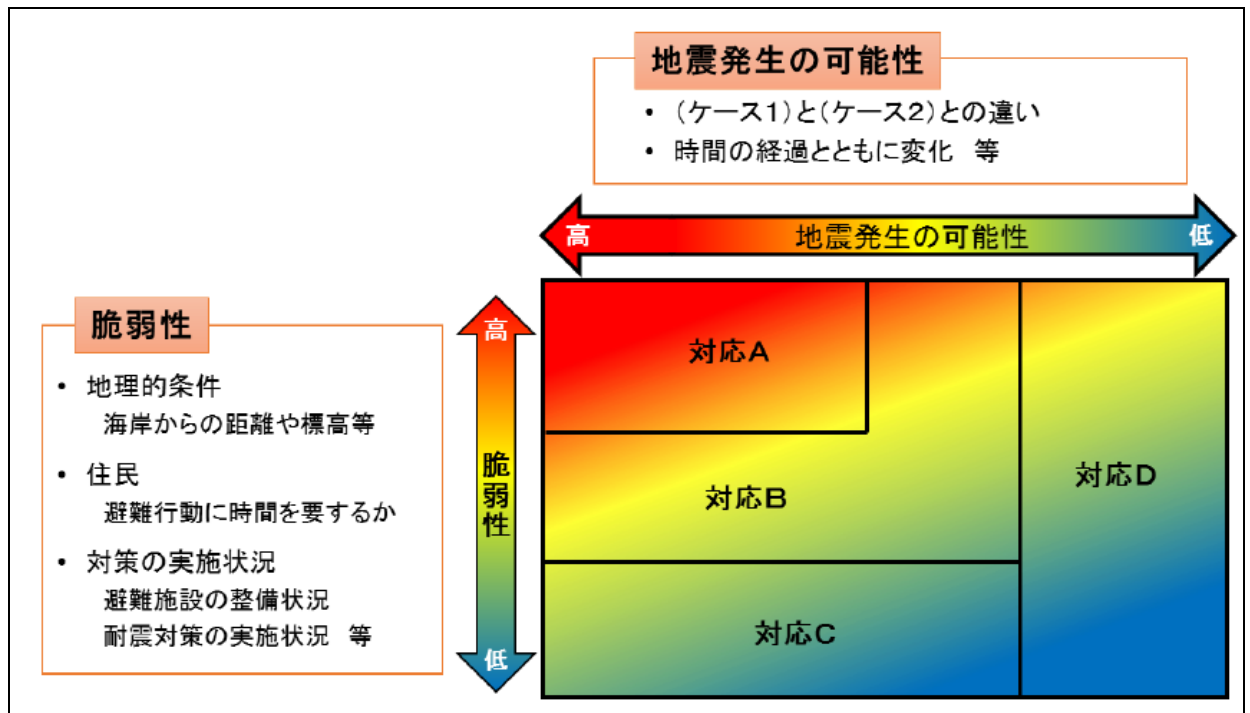 地震発生の可能性
・ (ケース1)と(ケース2)との違い
・ 時間の経過とともに変化　等
高 地震発生の可能性 低
脆弱性
・ 地理的条件
海岸からの距離や標高等
・ 住民
避難行動に時間を要するか
・ 対策の実施状況
避難施設の整備状況
耐震対策の実施状況　等
高
脆弱性
低
対応A
対応B
対応C
対応D